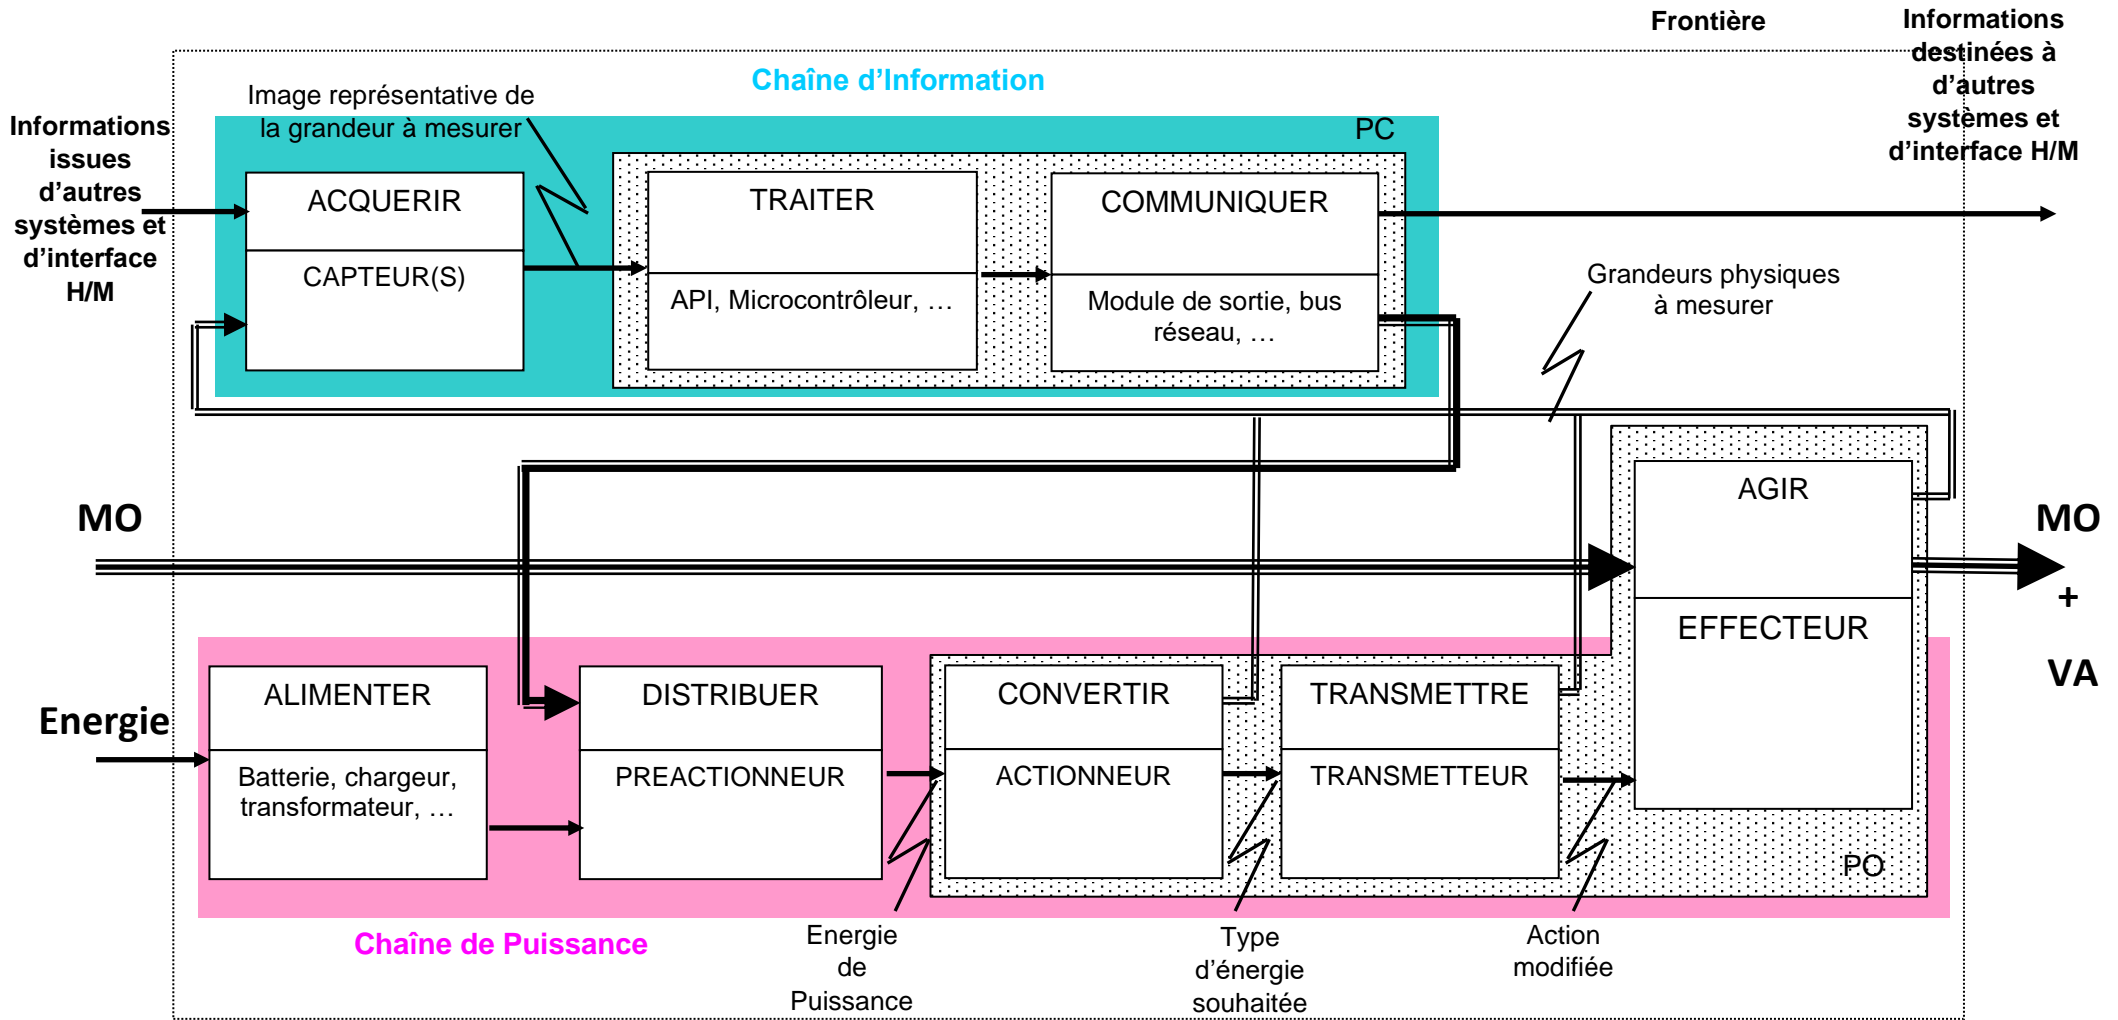 Frontière
Informations
destinées à
d'autres
systèmes et
d'interface H/M
Chaîne d'Information
Image représentative de
la grandeur à mesurer
Informations
issues
d'autres
systèmes et
d'interface
H/M
PC
ACQUERIR
CAPTEUR(S)
TRAITER
API, Microcontrôleur, …
COMMUNIQUER
Module de sortie, bus
réseau, …
Grandeurs physiques
à mesurer
MO
AGIR
EFFECTEUR
MO
+
VA
Energie
ALIMENTER
Batterie, chargeur,
transformateur, …
DISTRIBUER
PREACTIONNEUR
CONVERTIR
ACTIONNEUR
TRANSMETTRE
TRANSMETTEUR
PO
Chaîne de Puissance
Energie
de
Puissance
Type
d'énergie
souhaitée
Action
modifiée